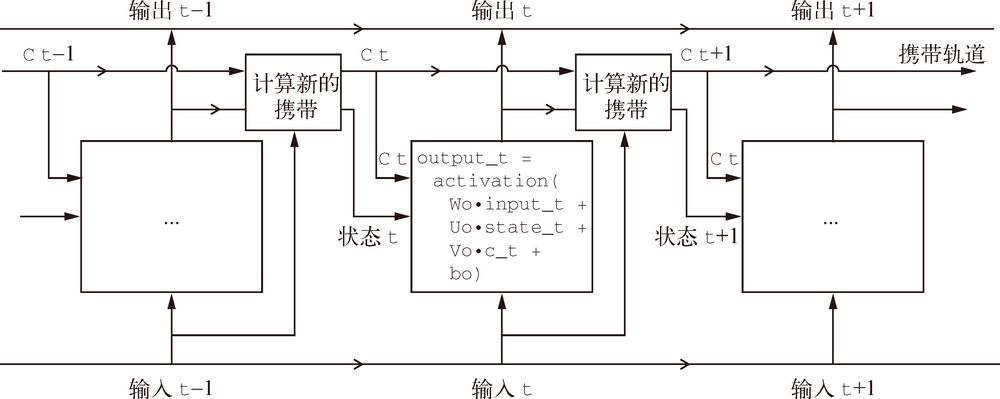 输出 t–1
输出 t
输出 t+1
C t–1
C t
C t+1
携带轨道
计算新的
携带
计算新的
携带
C t
output_t =
activation(
Wo•input_t +
Uo•state_t +
Vo•c_t +
bo)
C t
...
...
状态 t
状态 t+1
输入 t–1
输入 t
输入 t+1